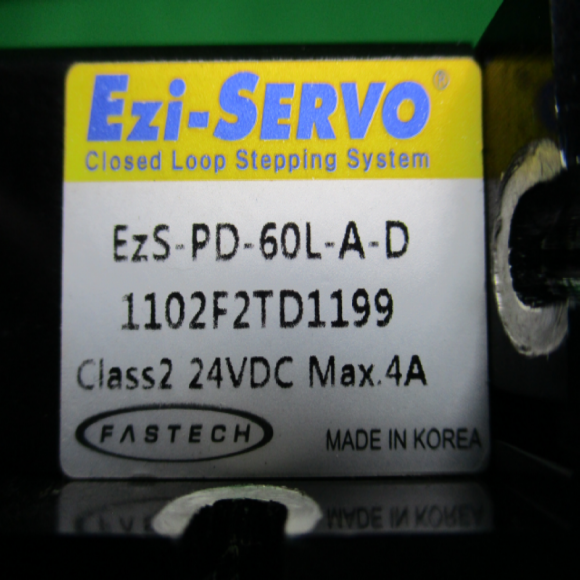 Ezi-SERVO®
Closed Loop Stepping System
EzS-PD-60L-A-D
1102F2TD1199
Class2 24VDC Max.4A
FASTECH
MADE IN KOREA